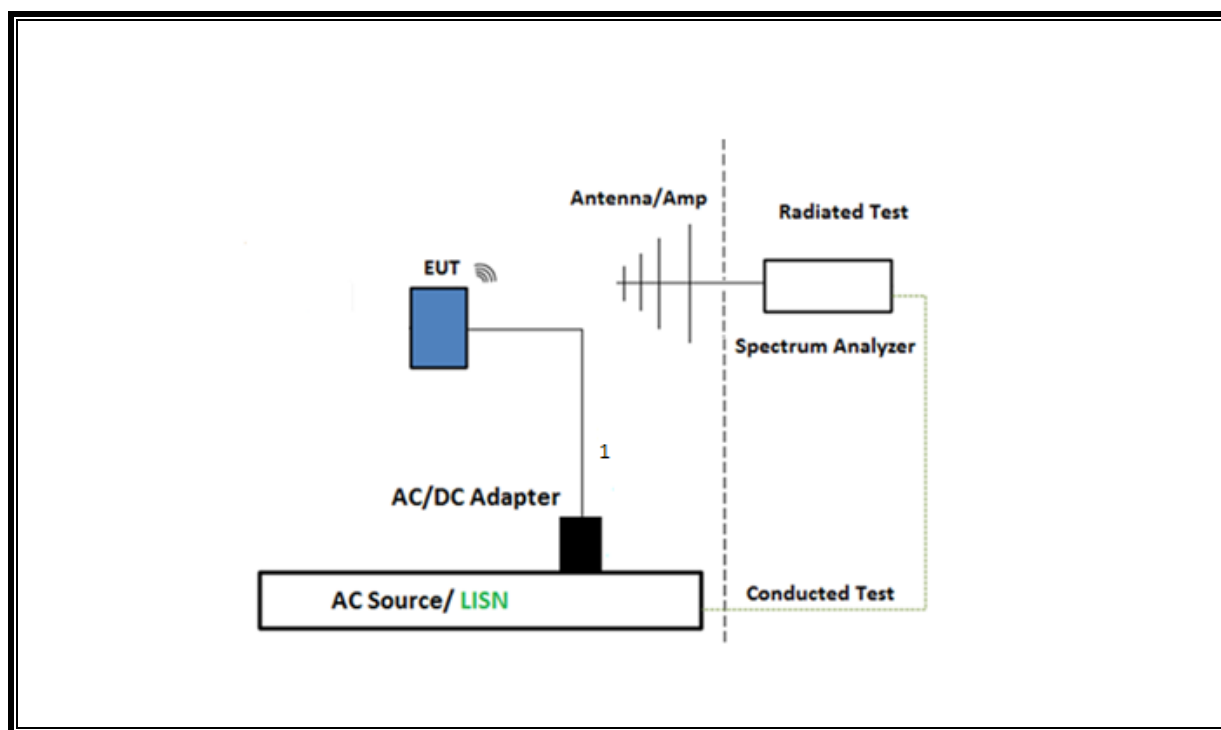 Antenna/Amp
Radiated Test
EUT
Spectrum Analyzer
1
AC/DC Adapter
AC Source/ LISN
Conducted Test